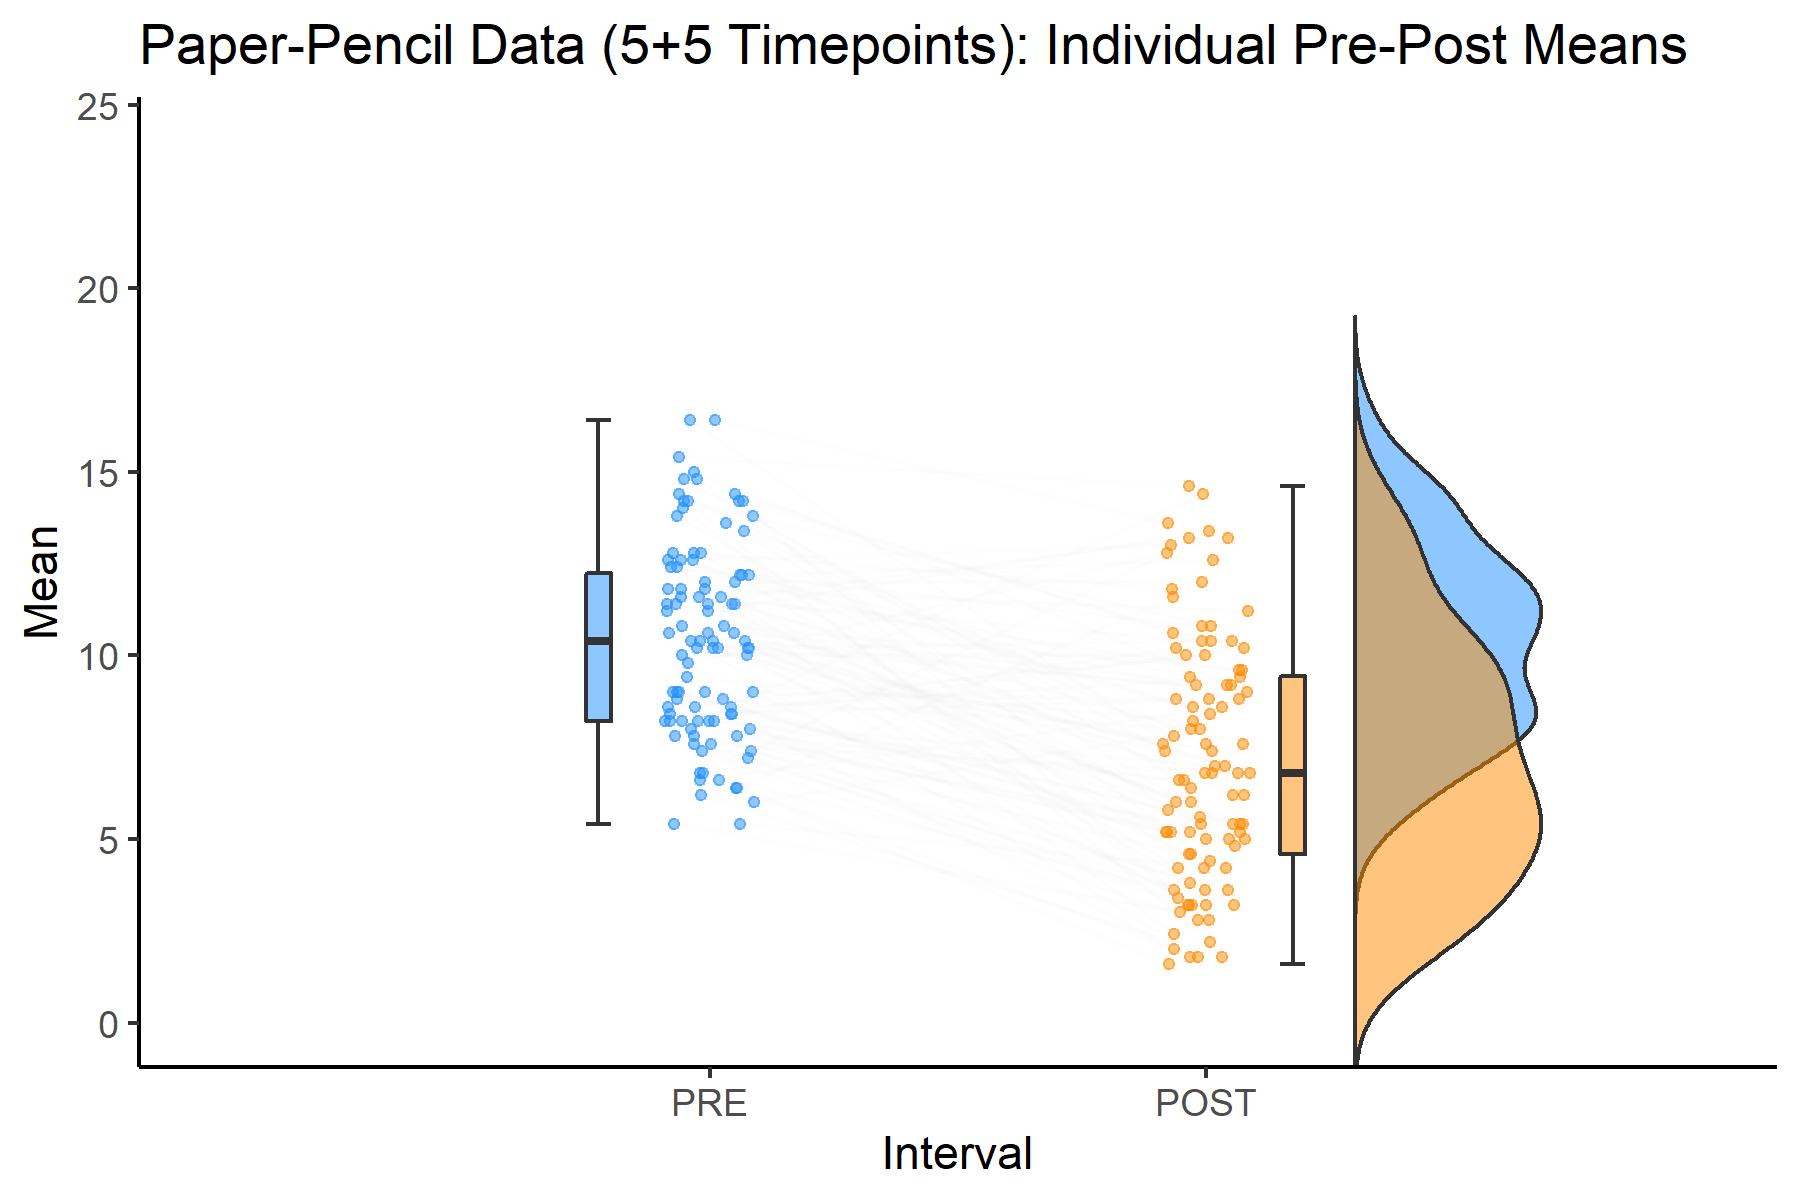 Paper-Pencil Data (5+5 Timepoints): Individual Pre-Post Means
25
20
15
10
5
0
Mean
PRE
POST
Interval